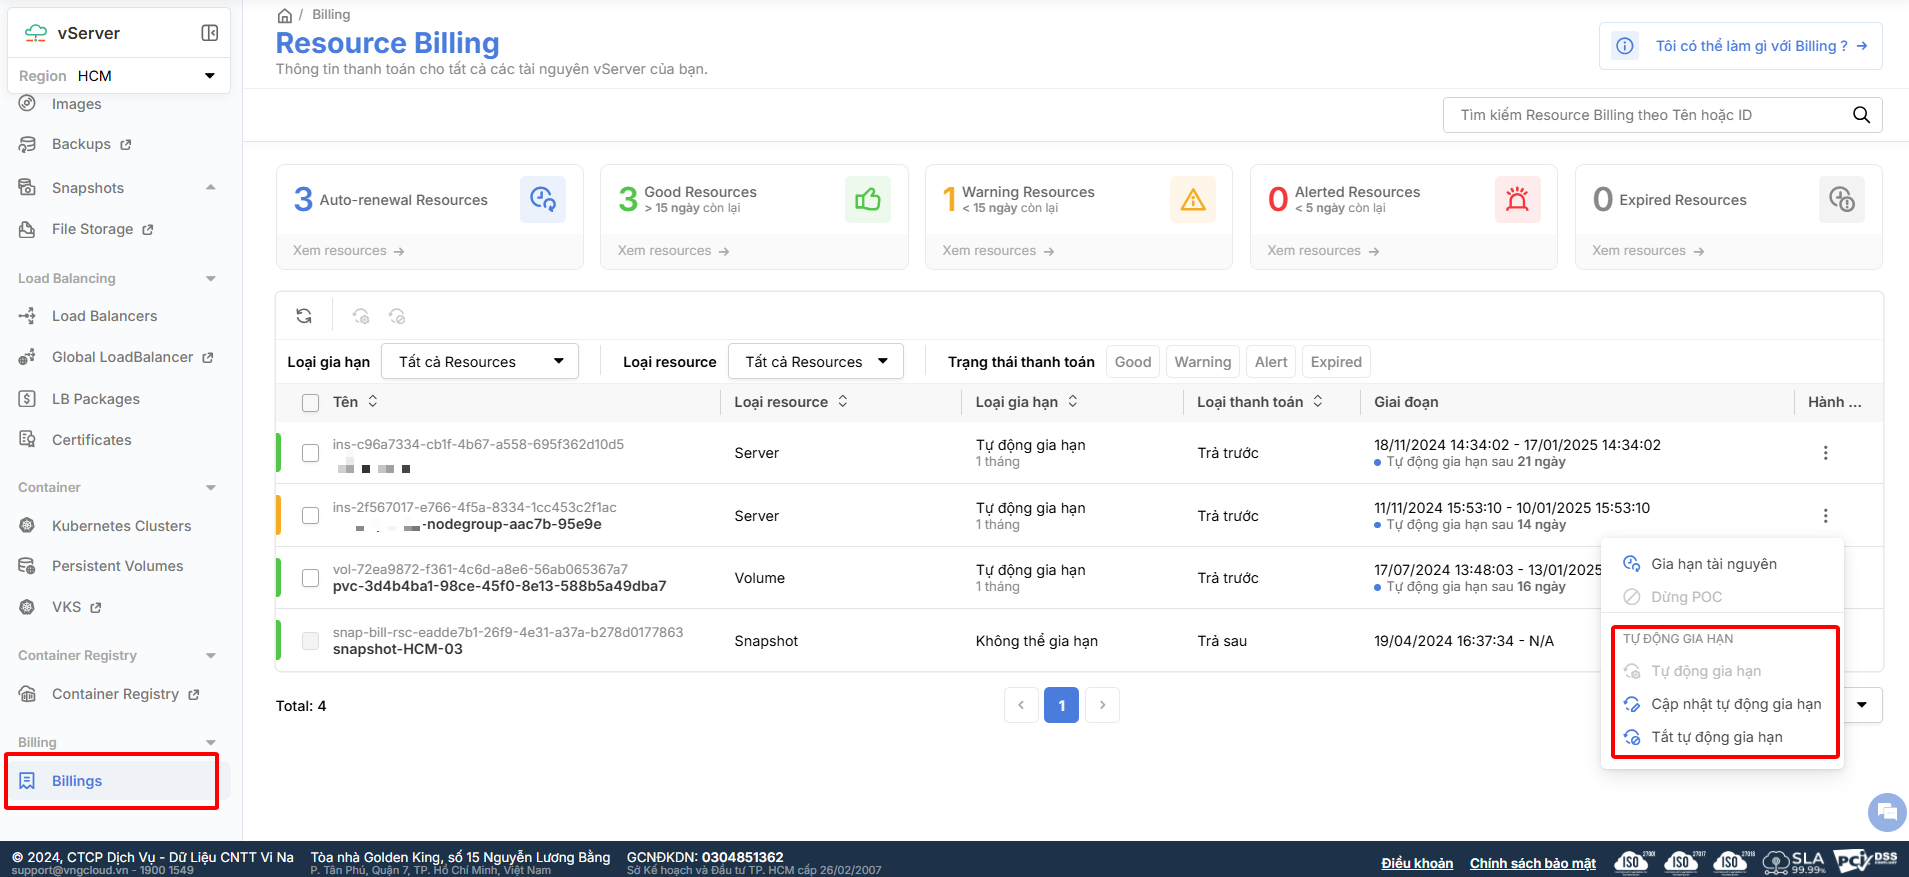 vServer
Region HCM
Images
Backups
Snapshots
File Storage
Load Balancing
Load Balancers
Global LoadBalancer
LB Packages
Certificates
Container
Kubernetes Clusters
Persistent Volumes
VKS
Container Registry
Container Registry
Billing
Billings
/ Billing
Resource Billing
Thông tin thanh toán cho tất cả các tài nguyên vServer của bạn.
Tôi có thể làm gì với Billing ? →
Tìm kiếm Resource Billing theo Tên hoặc ID
3 Auto-renewal Resources
Xem resources →
3 Good Resources
> 15 ngày còn lại
Xem resources →
1 Warning Resources
< 15 ngày còn lại
Xem resources →
0 Alerted Resources
< 5 ngày còn lại
Xem resources →
0 Expired Resources
Xem resources →
Loại gia hạn Tất cả Resources Loại resource Tất cả Resources Trạng thái thanh toán Good Warning Alert Expired
Tên Loại resource Loại gia hạn Loại thanh toán Giai đoạn Hành ...
ins-c96a7334-cb1f-4b67-a558-695f362d10d5
Server
Tự động gia hạn
1 tháng
Trả trước
18/11/2024 14:34:02 - 17/01/2025 14:34:02
Tự động gia hạn sau 21 ngày
ins-2f567017-e766-4f5a-8334-1cc453c2f1ac
-nodegroup-aac7b-95e9e
Server
Tự động gia hạn
1 tháng
Trả trước
11/11/2024 15:53:10 - 10/01/2025 15:53:10
Tự động gia hạn sau 14 ngày
vol-72ea9872-f361-4c6d-a8e6-56ab065367a7
pvc-3d4b4ba1-98ce-45f0-8e13-588b5a49dba7
Volume
Tự động gia hạn
1 tháng
Trả trước
17/07/2024 13:48:03 - 13/01/2025
Tự động gia hạn sau 16 ngày
snap-bill-rsc-eadde7b1-26f9-4e31-a37a-b278d0177863
snapshot-HCM-03
Snapshot
Không thể gia hạn
Trả sau
19/04/2024 16:37:34 - N/A
Gia hạn tài nguyên
Dừng POC
TỰ ĐỘNG GIA HẠN
Tự động gia hạn
Cập nhật tự động gia hạn
Tắt tự động gia hạn
Total: 4
1
© 2024, CTCP Dịch Vụ - Dữ Liệu CNTT Vi Na
support@vngcloud.vn - 1900 1549
Tòa nhà Golden King, số 15 Nguyễn Lương Bằng
P. Tân Phú, Quận 7, TP. Hồ Chí Minh, Việt Nam
GCNĐKDN: 0304851362
Sở Kế hoạch và Đầu tư TP. HCM cấp 26/02/2007
Điều khoản
Chính sách bảo mật
ISO 27001
ISO 27017
ISO 27018
SLA
99.99%
PCI DSS